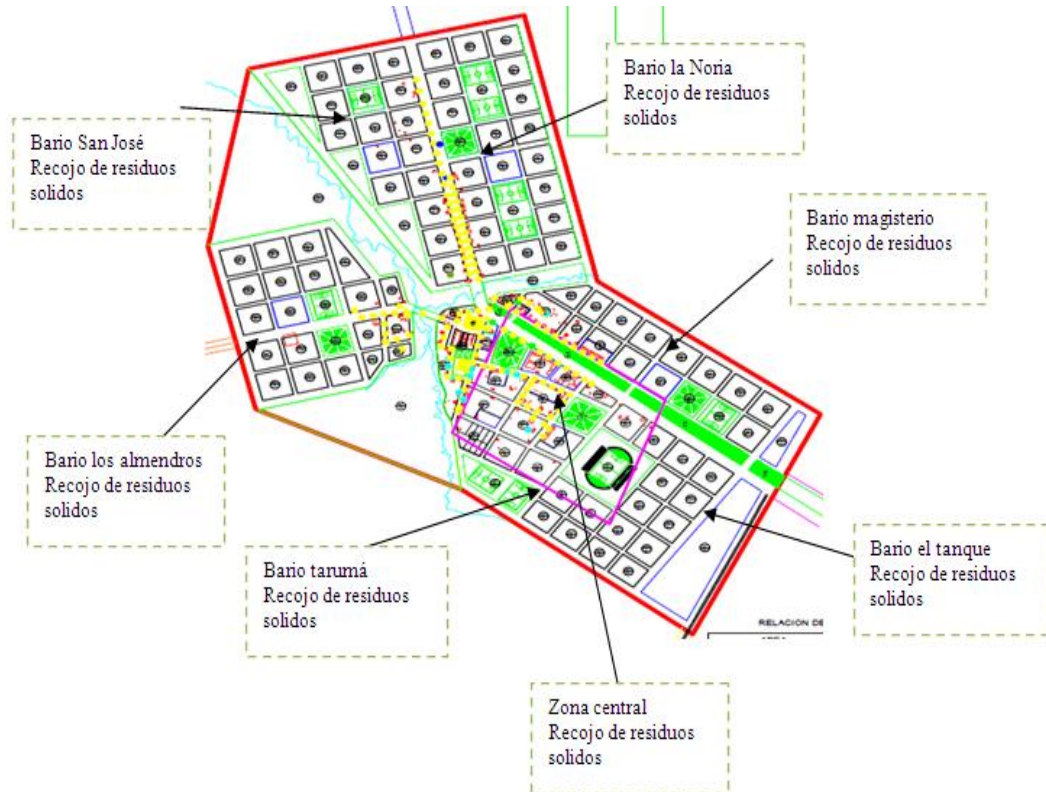 Bario la Noria
Recojo de residuos
solidos
Bario San José
Recojo de residuos
solidos
Bario magisterio
Recojo de residuos
solidos
Bario los almendros
Recojo de residuos
solidos
Bario tarumá
Recojo de residuos
solidos
Bario el tanque
Recojo de residuos
solidos
RELACION DE
Zona central
Recojo de residuos
solidos